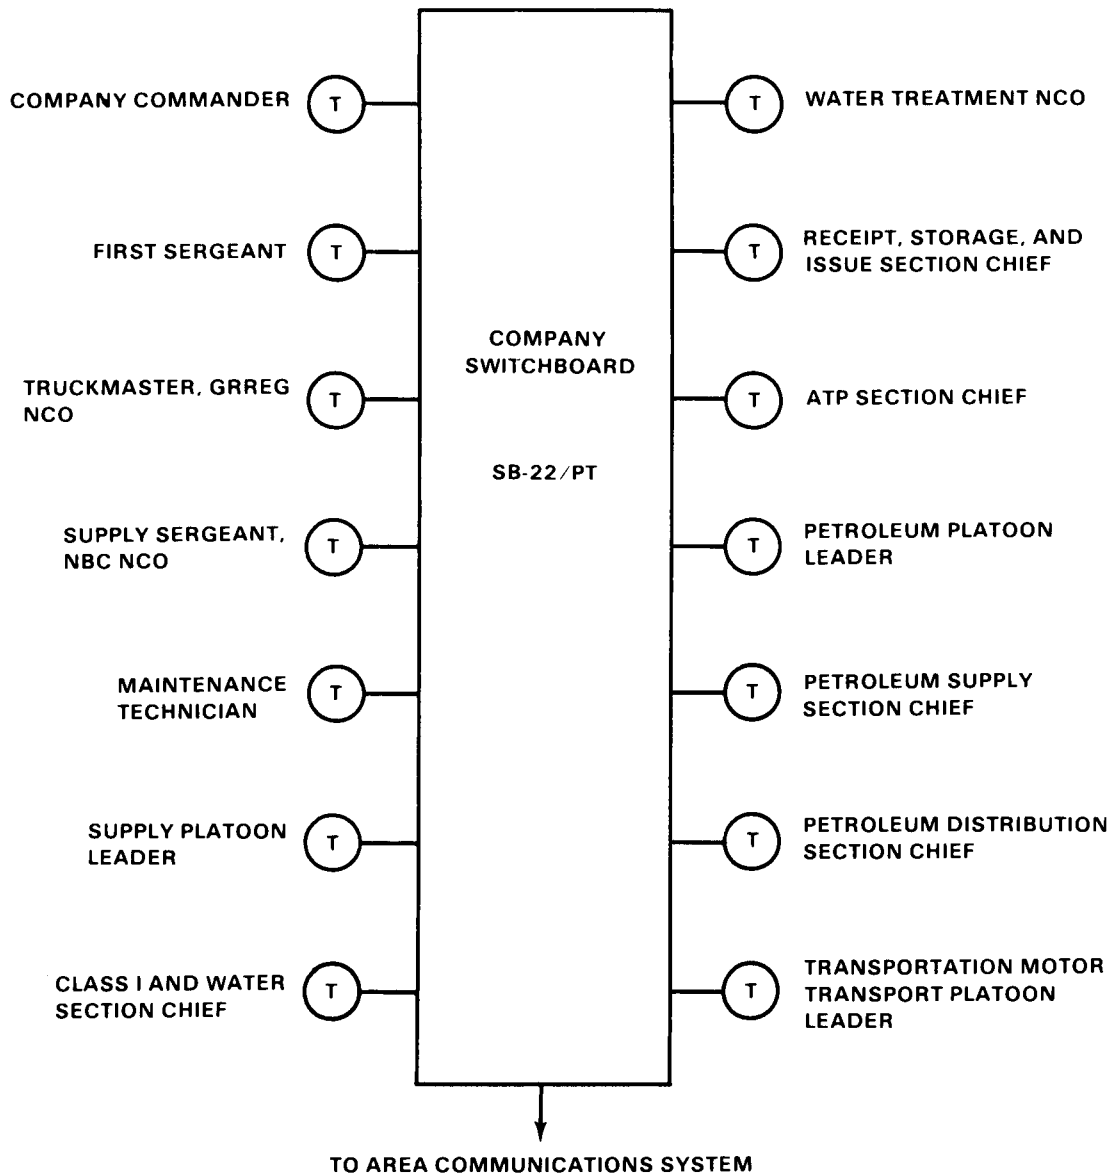 COMPANY COMMANDER
T
T
WATER TREATMENT NCO
FIRST SERGEANT
T
T
RECEIPT, STORAGE, AND
ISSUE SECTION CHIEF
COMPANY
SWITCHBOARD
TRUCKMASTER, GRREG
NCO
T
T
ATP SECTION CHIEF
SB-22/PT
SUPPLY SERGEANT,
NBC NCO
T
T
PETROLEUM PLATOON
LEADER
MAINTENANCE
TECHNICIAN
T
T
PETROLEUM SUPPLY
SECTION CHIEF
SUPPLY PLATOON
LEADER
T
T
PETROLEUM DISTRIBUTION
SECTION CHIEF
CLASS I AND WATER
SECTION CHIEF
T
T
TRANSPORTATION MOTOR
TRANSPORT PLATOON
LEADER
TO AREA COMMUNICATIONS SYSTEM